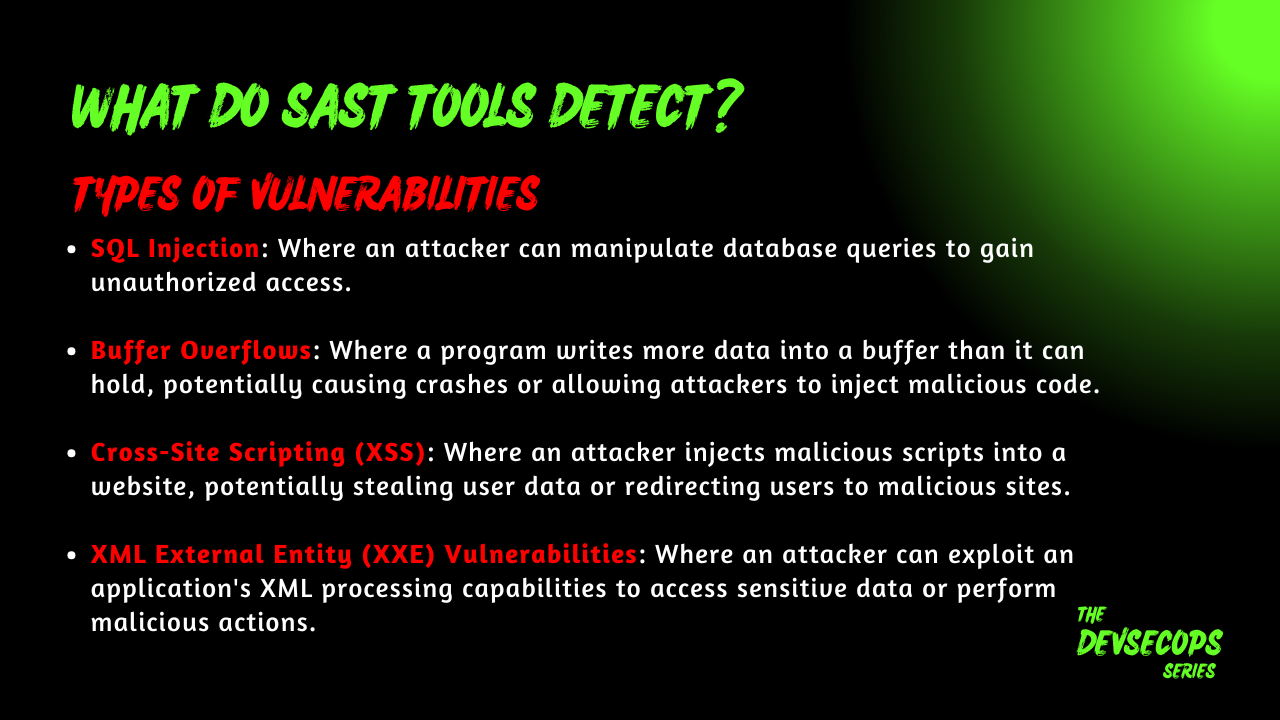 WHAT DO SAST TOOLS DETECT?
TYPES OF VULNERABILITIES
• SQL Injection: Where an attacker can manipulate database queries to gain
unauthorized access.
• Buffer Overflows: Where a program writes more data into a buffer than it can
hold, potentially causing crashes or allowing attackers to inject malicious code.
• Cross-Site Scripting (XSS): Where an attacker injects malicious scripts into a
website, potentially stealing user data or redirecting users to malicious sites.
• XML External Entity (XXE) Vulnerabilities: Where an attacker can exploit an
application's XML processing capabilities to access sensitive data or perform
malicious actions.
THE
DEVSECOPS
SERIES